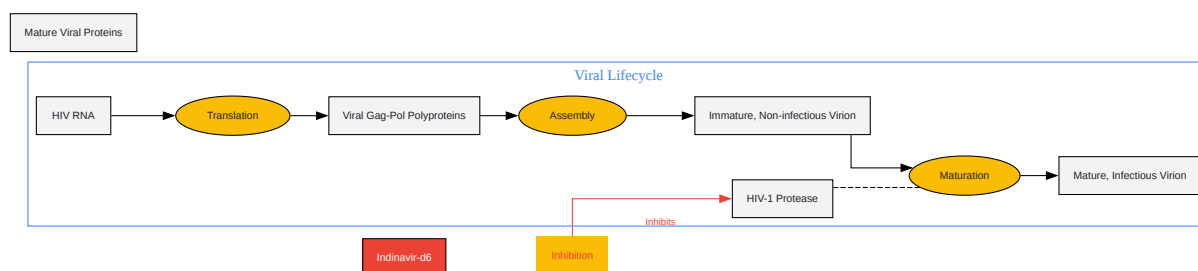 Mature Viral Proteins
Viral Lifecycle
HIV RNA
Translation
Viral Gag-Pol Polyproteins
Assembly
Immature, Non-infectious Virion
Maturation
Mature, Infectious Virion
HIV-1 Protease
Inhibits
Indinavir-d6
Inhibition